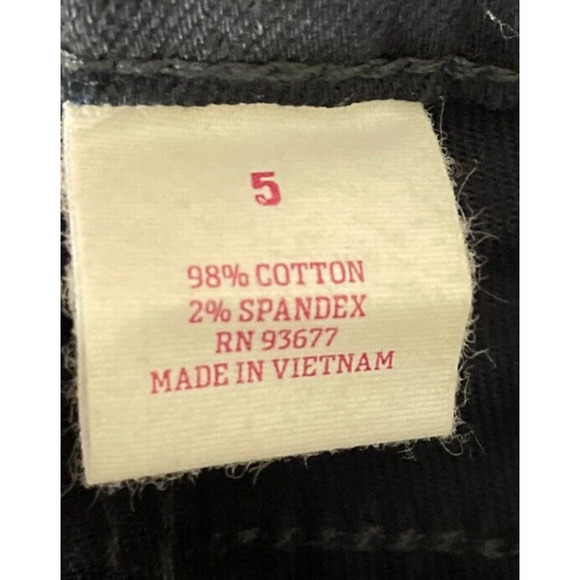 5
98% COTTON
2% SPANDEX
RN 93677
MADE IN VIETNAM